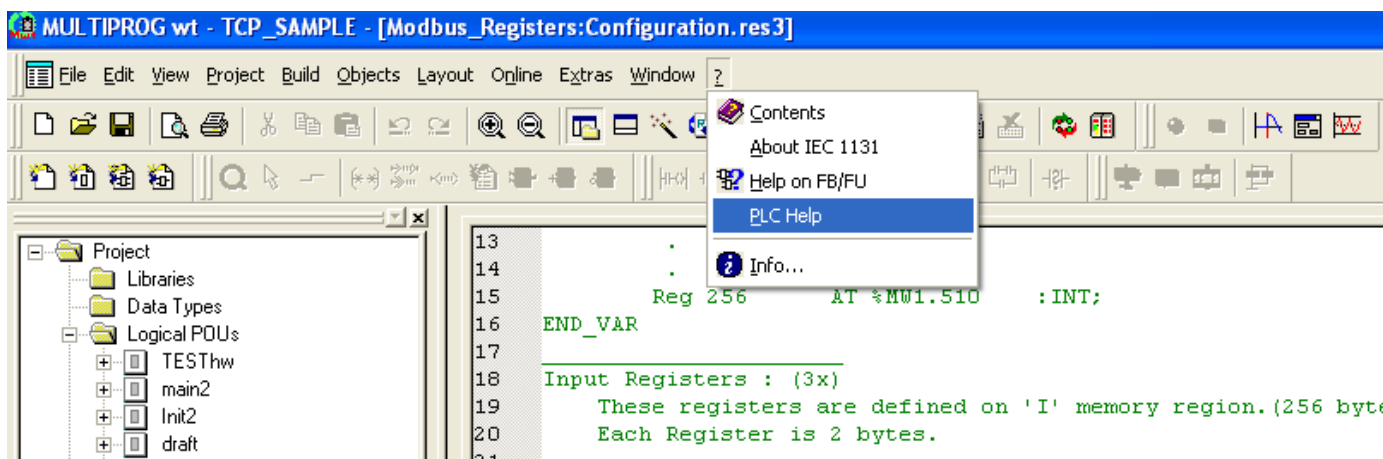 MULTIPROG wt - TCP_SAMPLE - [Modbus_Registers:Configuration.res3]
File Edit View Project Build Objects Layout Online Extras Window ?
Contents
About IEC 1131
Help on FB/FU
PLC Help
Info...
Project
Libraries
Data Types
Logical POUs
TESThw
main2
Init2
draft
13 .
14 .
15 Reg 256 AT %MW1.510 :INT;
16 END_VAR
17
18 Input Registers : (3x)
19 These registers are defined on 'I' memory region.(256 byte
20 Each Register is 2 bytes.